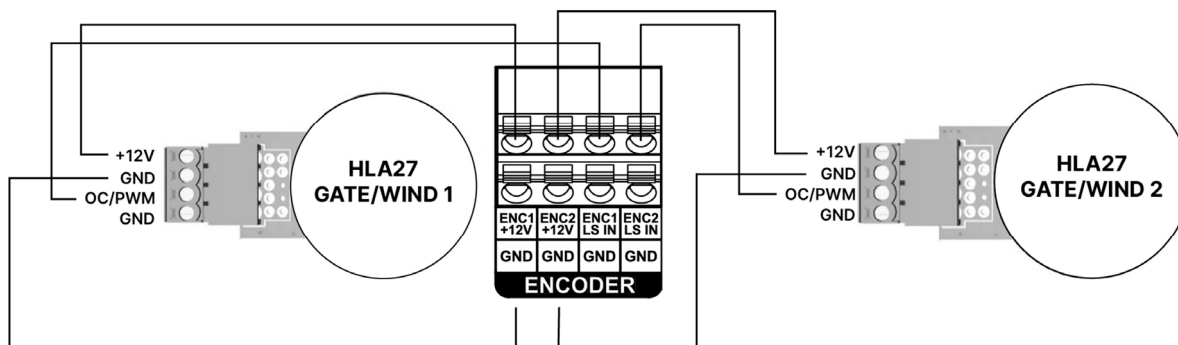 +12V
GND
OC/PWM
GND
HLA27
GATE/WIND 1
ENC1 ENC2 ENC1 ENC2
+12V +12V LS IN LS IN
GND GND GND GND
ENCODER
+12V
GND
OC/PWM
GND
HLA27
GATE/WIND 2